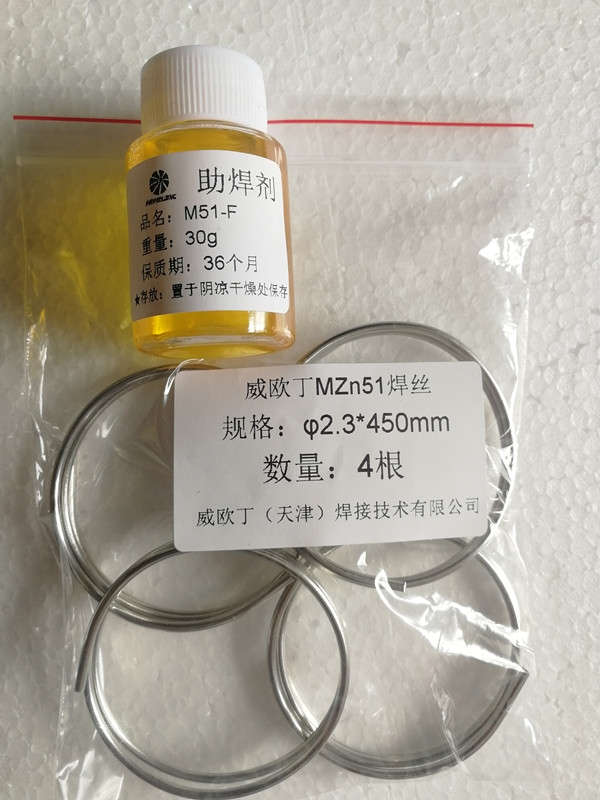 助焊剂
品名：M51-F
重量：30g
保质期：36个月
★存放：置于阴凉干燥处保存
威欧丁MZn51焊丝
规格：φ2.3*450mm
数量：4根
威欧丁（天津）焊接技术有限公司